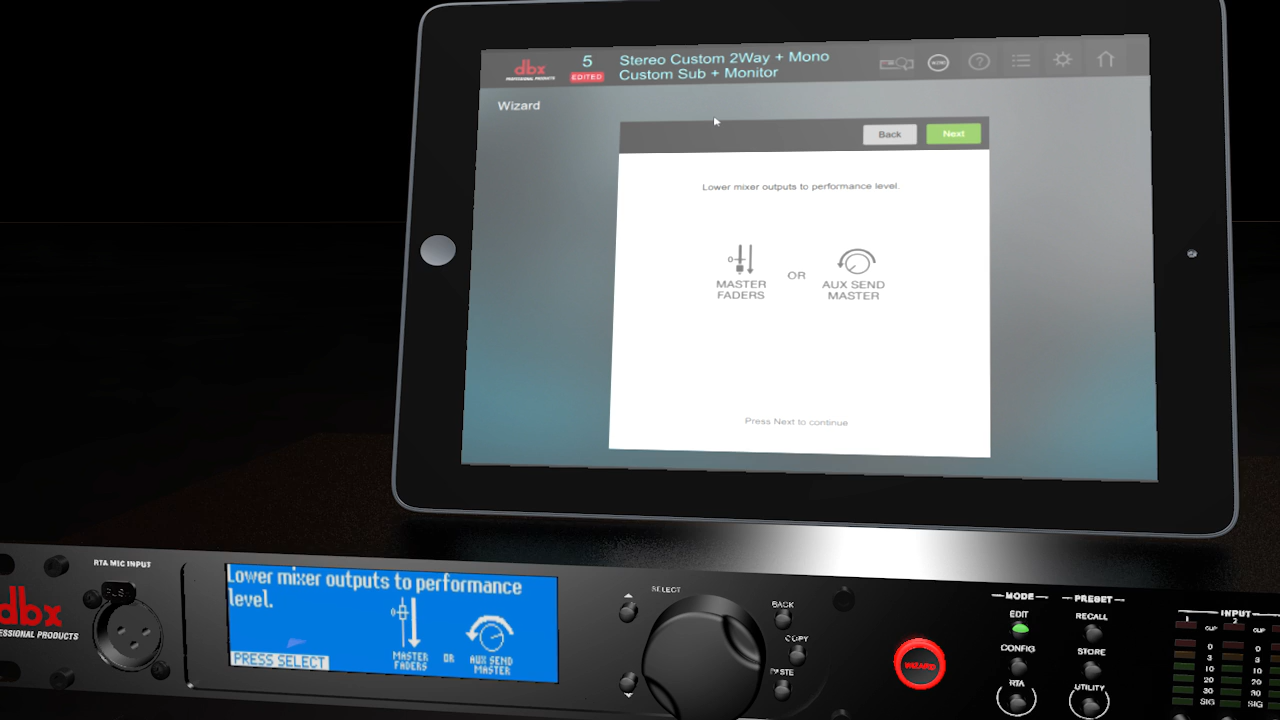 dbx
PROFESSIONAL PRODUCTS
5
EDITED
Stereo Custom 2Way + Mono
Custom Sub + Monitor
?
Wizard
Back
Next
Lower mixer outputs to performance level.
0
MASTER
FADERS
OR
AUX SEND
MASTER
Press Next to continue
RTA MIC INPUT
dbx
ESSIONAL PRODUCTS
Lower mixer outputs to performance
level.
PRESS SELECT
MASTER
FADERS
OR
AUX SEND
MASTER
SELECT
BACK
COPY
WIZARD
MODE
EDIT
CONFIG
RTA
PRESET
RECALL
STORE
UTILITY
INPUT
1 2
CLIP CLIP
0 0
3 3
10 10
20 20
30 30
SIG SIG